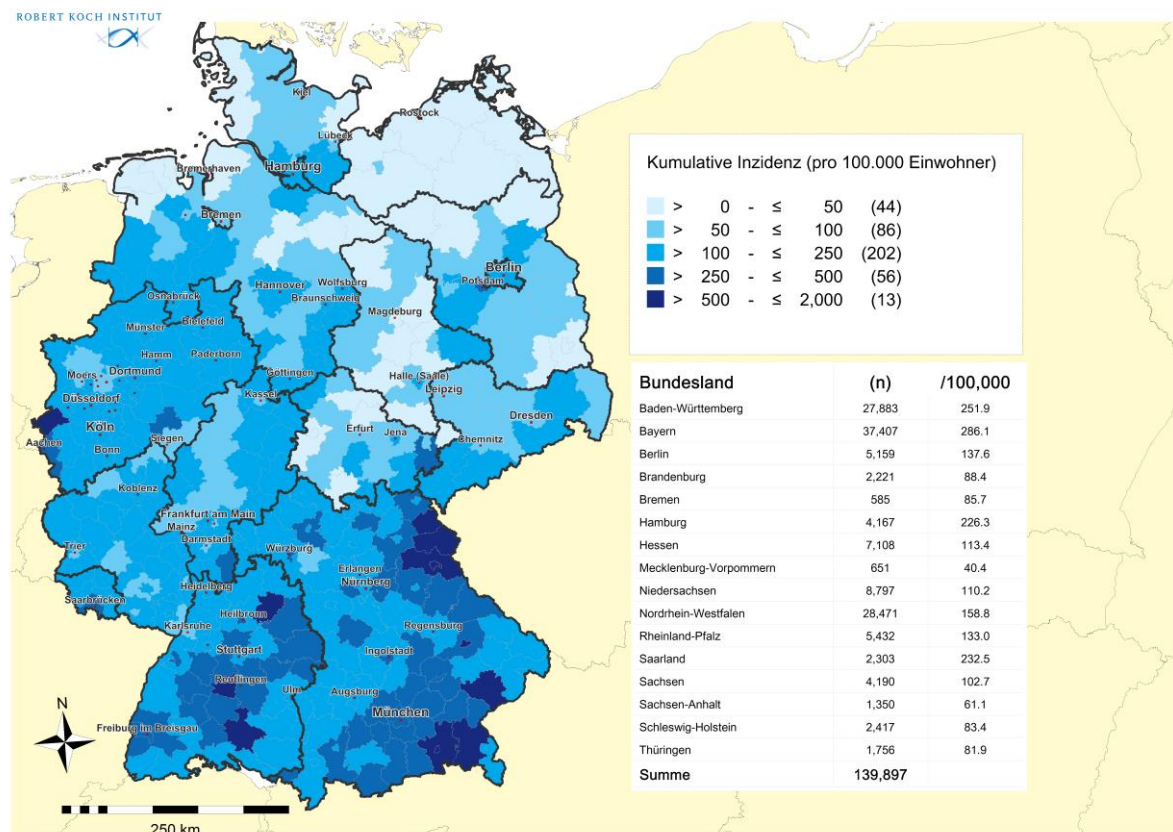 ROBERT KOCH INSTITUT
Kiel
Rostock
Lübeck
Hamburg
Bremerhaven
Bremen
Berlin
Potsdam
Wolfsburg
Hannover
Braunschweig
Osnabrück
Magdeburg
Bielefeld
Münster
Hamm
Paderborn
Göttingen
Halle (Saale)
Leipzig
Moers
Dortmund
Kassel
Düsseldorf
Dresden
Köln
Erfurt
Jena
Chemnitz
Aachen
Siegen
Bonn
Koblenz
Frankfurt am Main
Mainz
Darmstadt
Trier
Würzburg
Erlangen
Nürnberg
Heidelberg
Saarbrücken
Heilbronn
Karlsruhe
Regensburg
Stuttgart
Ingolstadt
Reutlingen
Ulm
Augsburg
München
Freiburg im Breisgau
N
250 km
Kumulative Inzidenz (pro 100.000 Einwohner)
> 0 - ≤ 50 (44)
> 50 - ≤ 100 (86)
> 100 - ≤ 250 (202)
> 250 - ≤ 500 (56)
> 500 - ≤ 2,000 (13)
Bundesland (n) /100,000
Baden-Württemberg 27,883 251.9
Bayern 37,407 286.1
Berlin 5,159 137.6
Brandenburg 2,221 88.4
Bremen 585 85.7
Hamburg 4,167 226.3
Hessen 7,108 113.4
Mecklenburg-Vorpommern 651 40.4
Niedersachsen 8,797 110.2
Nordrhein-Westfalen 28,471 158.8
Rheinland-Pfalz 5,432 133.0
Saarland 2,303 232.5
Sachsen 4,190 102.7
Sachsen-Anhalt 1,350 61.1
Schleswig-Holstein 2,417 83.4
Thüringen 1,756 81.9
Summe 139,897